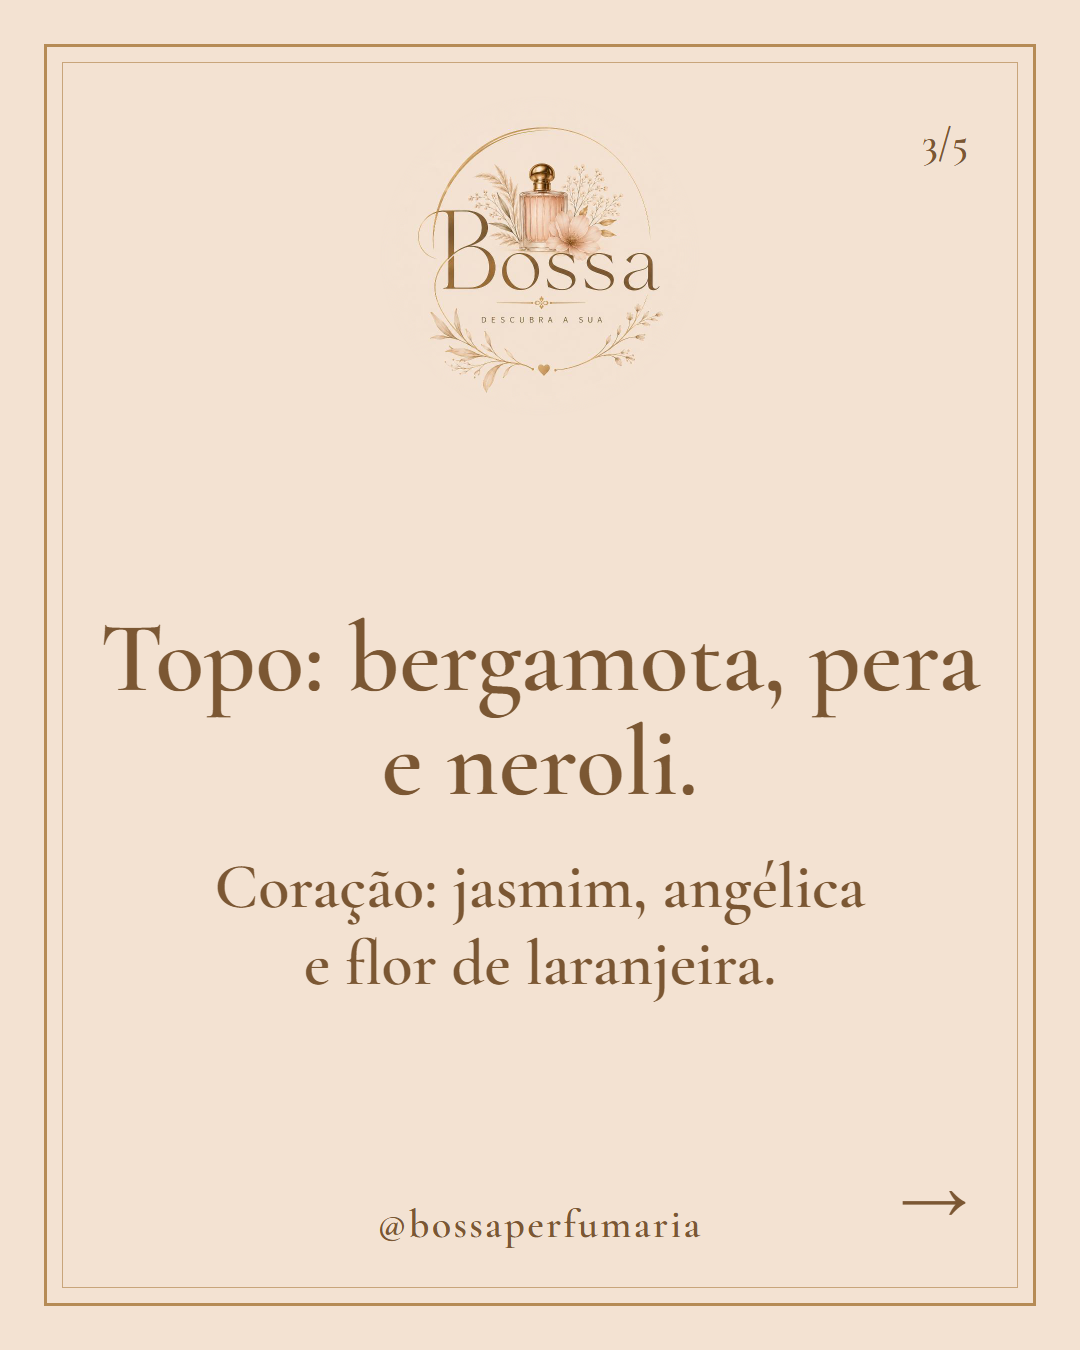 3/5
Bossa
DESCUBRA A SUA
Topo: bergamota, pera
e neroli.
Coração: jasmim, angélica
e flor de laranjeira.
→
@bossaperfumaria